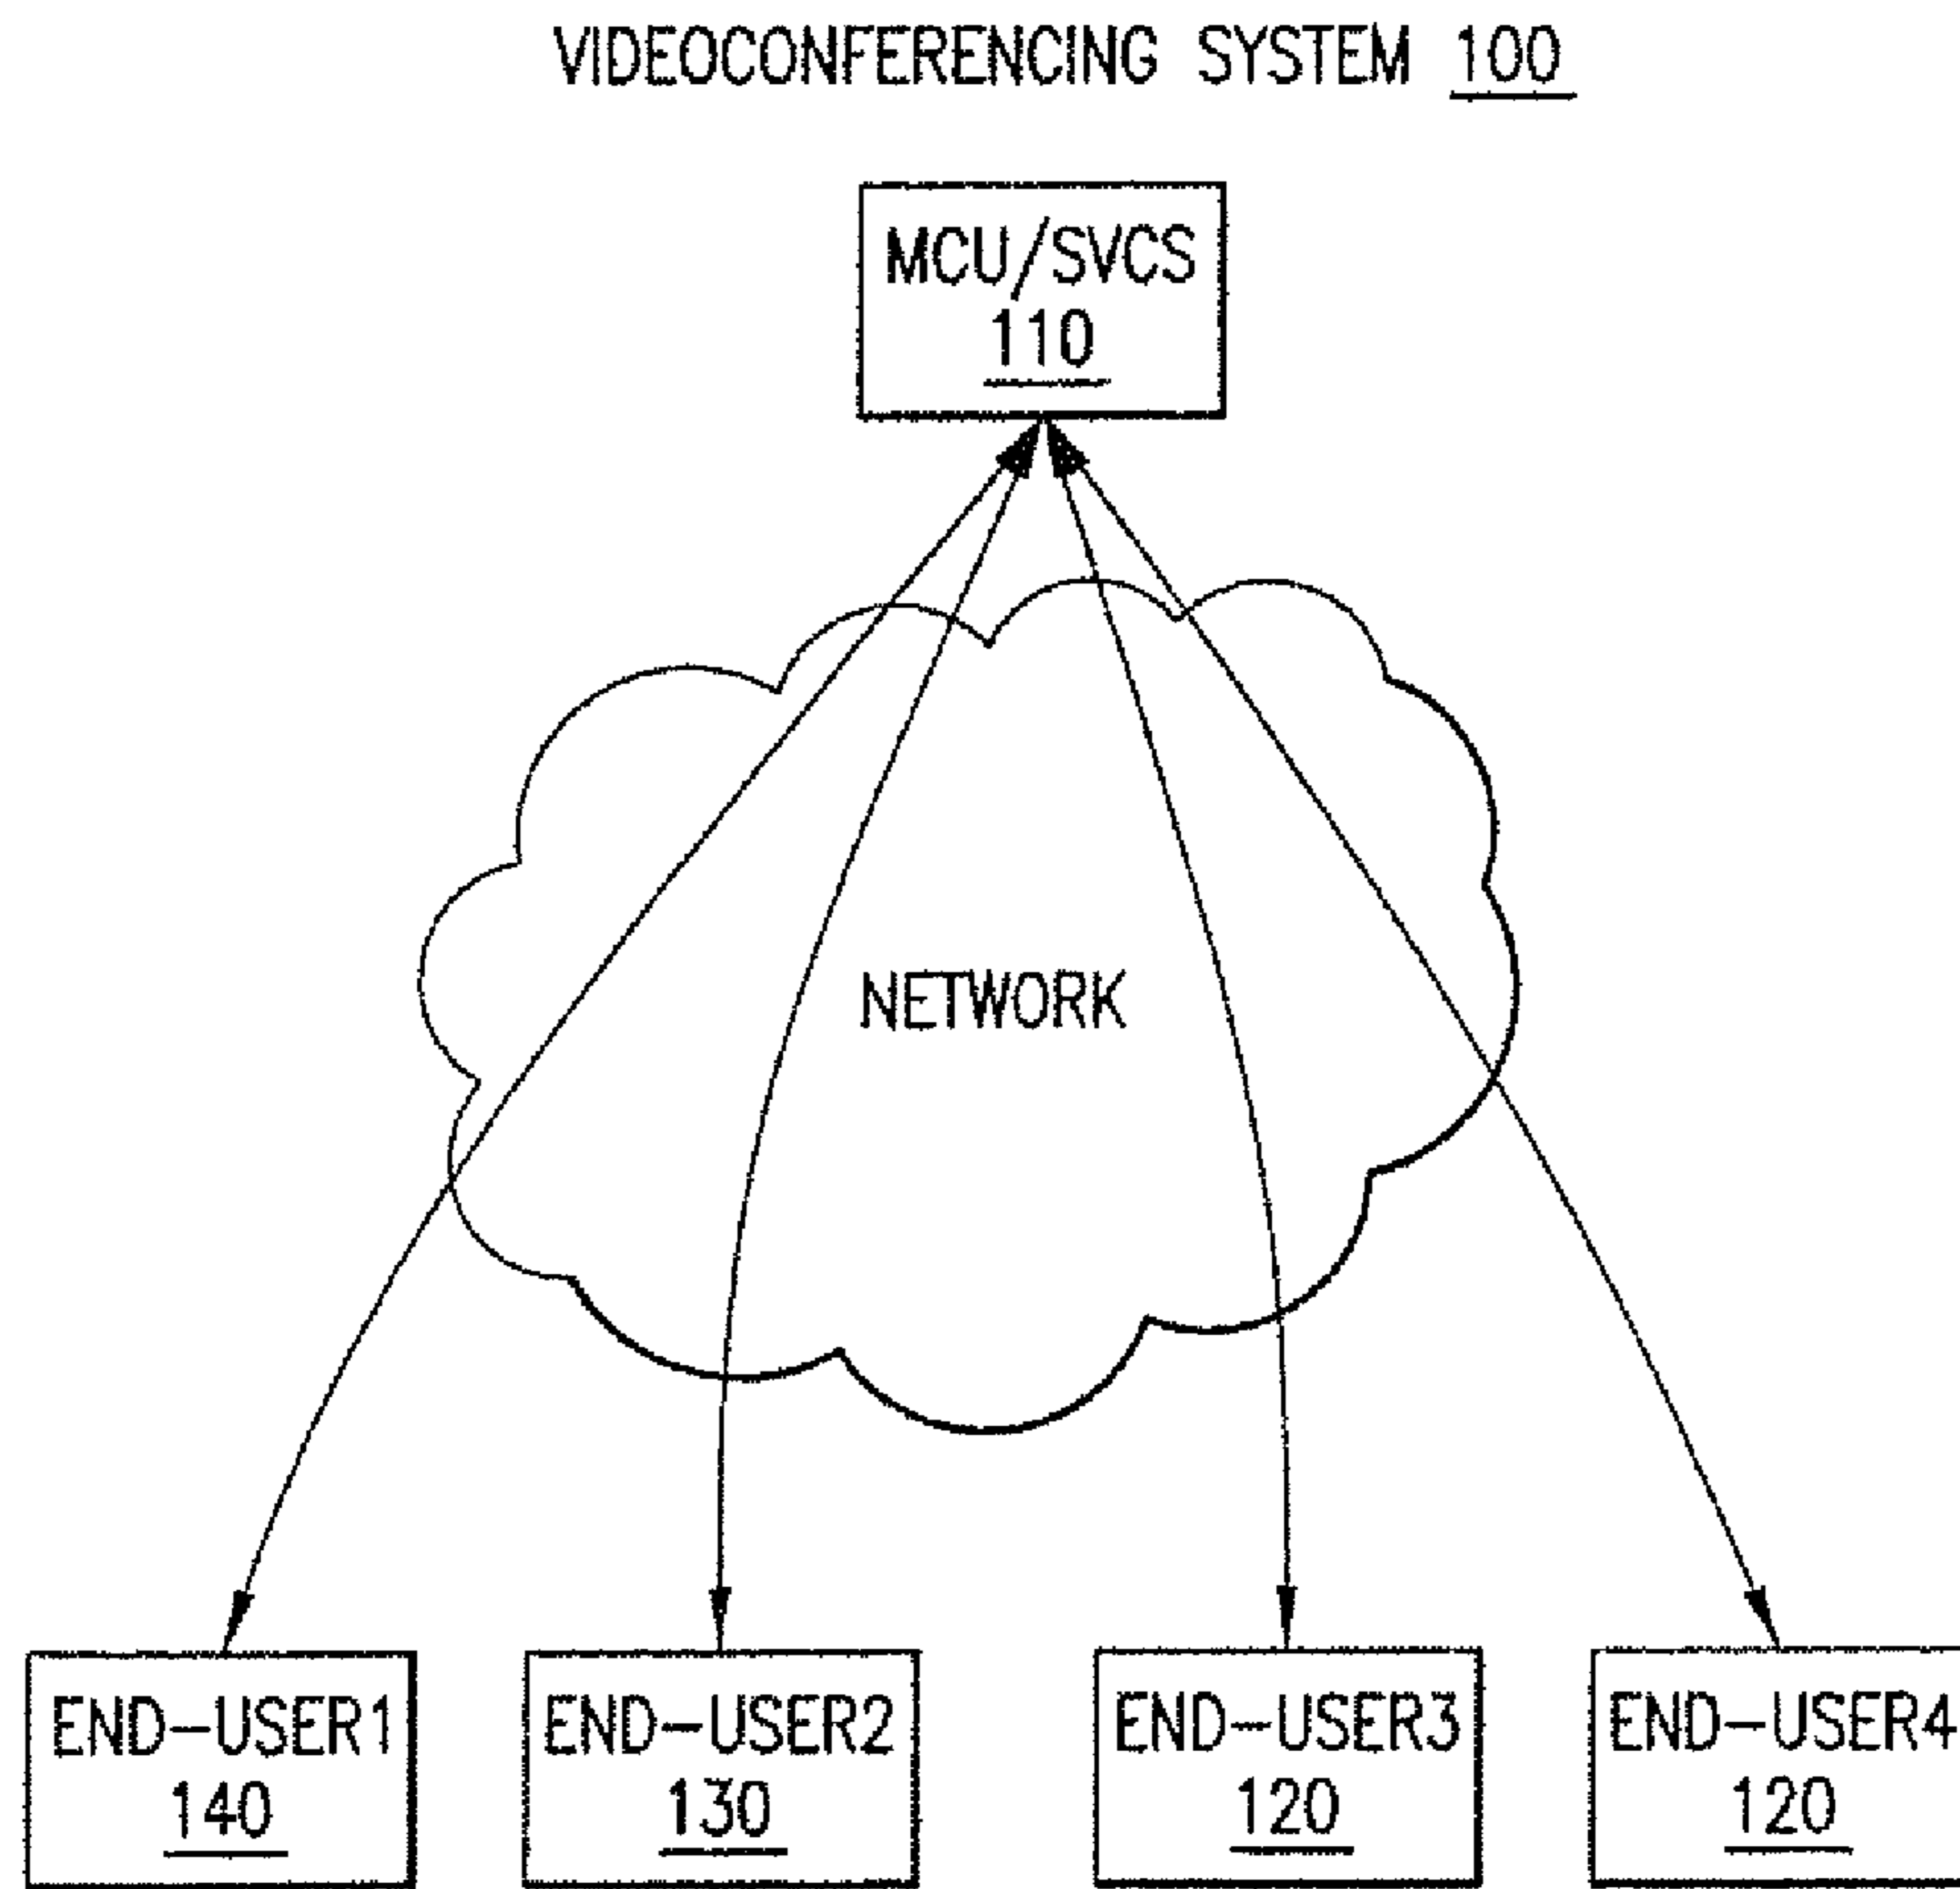 VIDEOCONFERENCING SYSTEM 100
MCU/SVCS
110
NETWORK
END-USER1
140
END-USER2
130
END-USER3
120
END-USER4
120